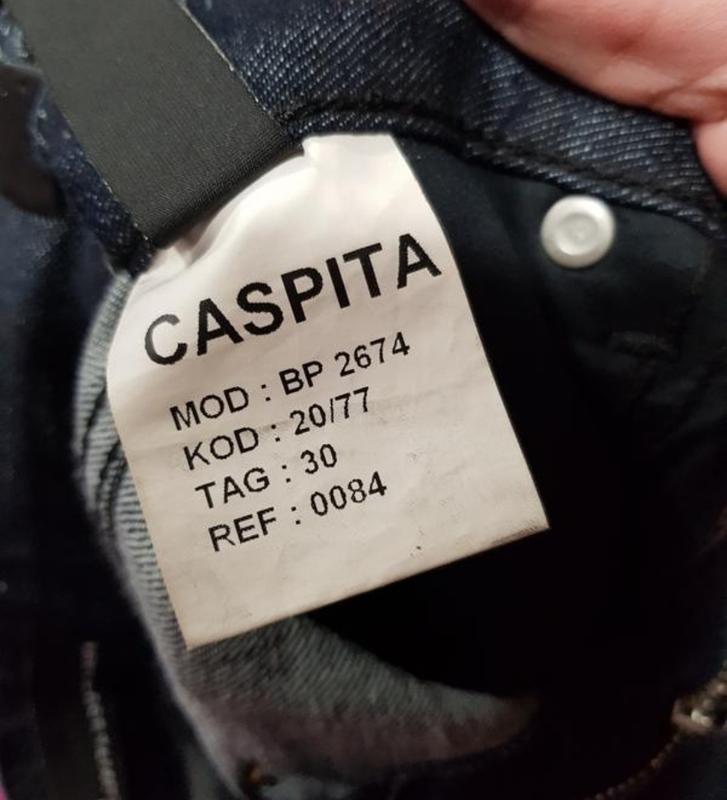 CASPITA
MOD : BP 2674
KOD : 20/77
TAG : 30
REF : 0084